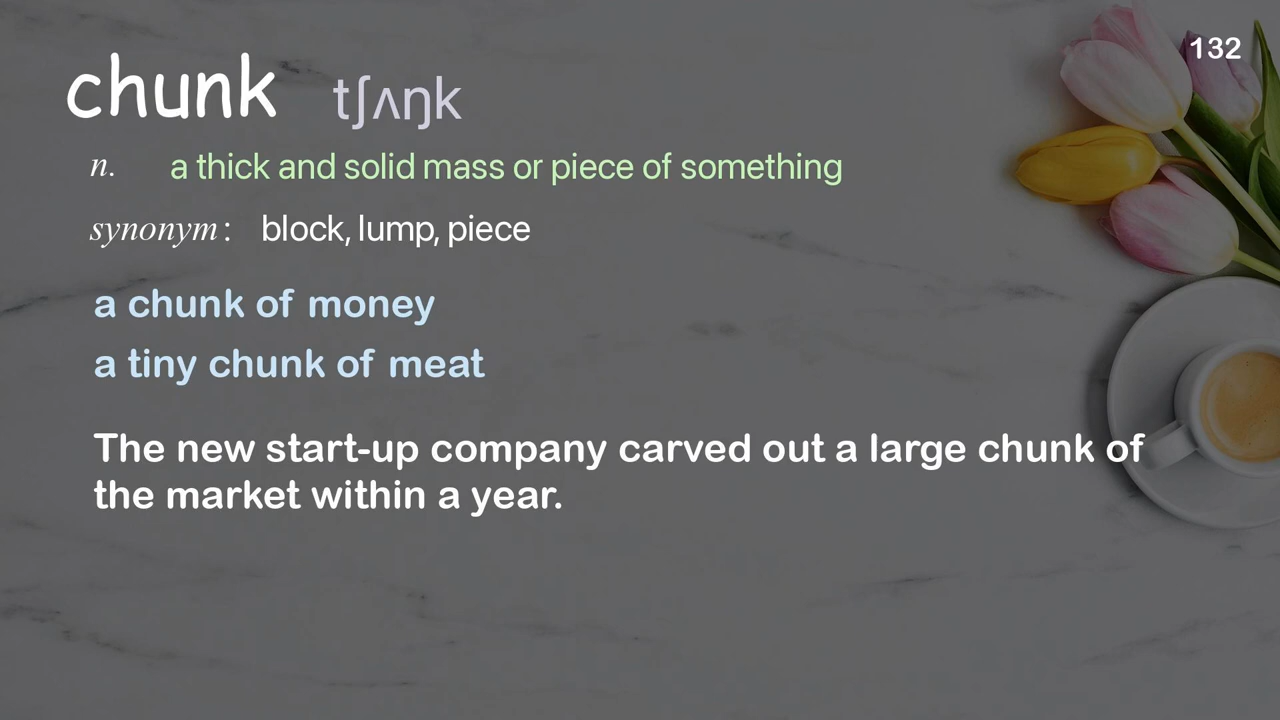 132
chunk tʃʌŋk
n. a thick and solid mass or piece of something
synonym: block, lump, piece
a chunk of money
a tiny chunk of meat
The new start-up company carved out a large chunk of
the market within a year.